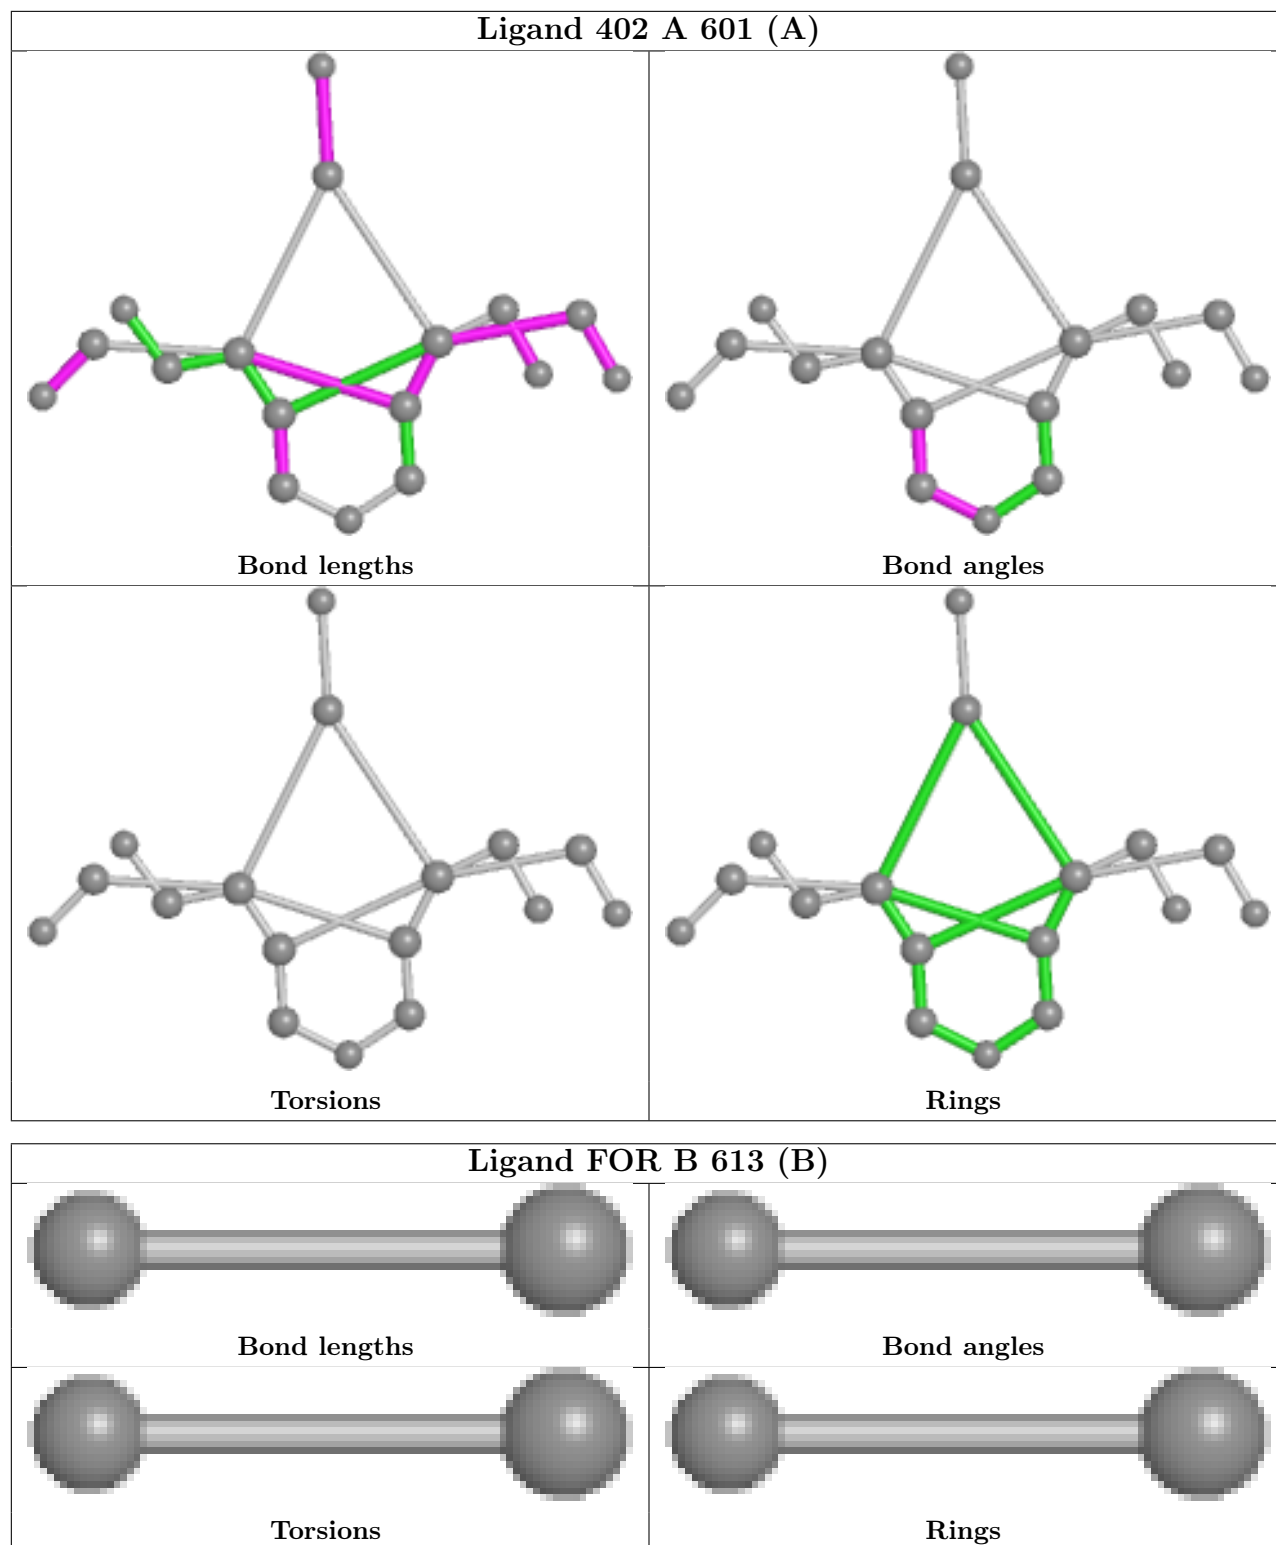 Ligand 402 A 601 (A)
Bond lengths
Bond angles
Torsions
Rings
Ligand FOR B 613 (B)
Bond lengths
Bond angles
Torsions
Rings